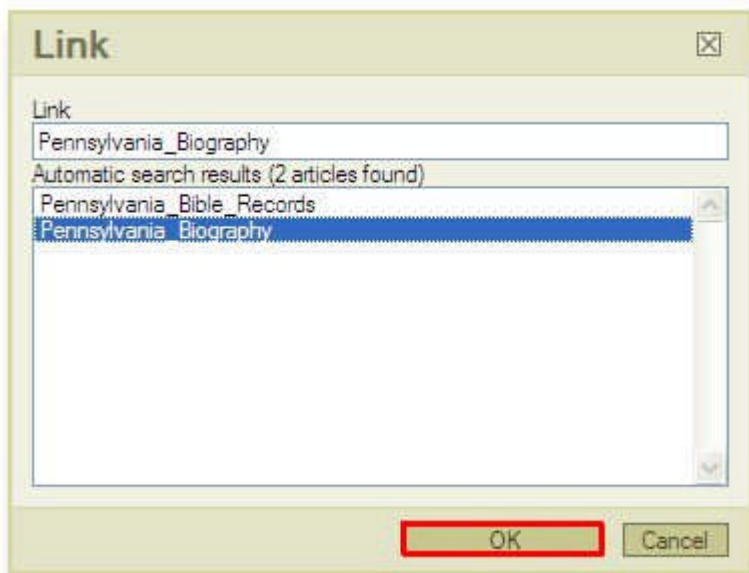 Link
Link
Pennsylvania_Biography
Automatic search results (2 articles found)
Pennsylvania_Bible_Records
Pennsylvania_Biography
OK Cancel